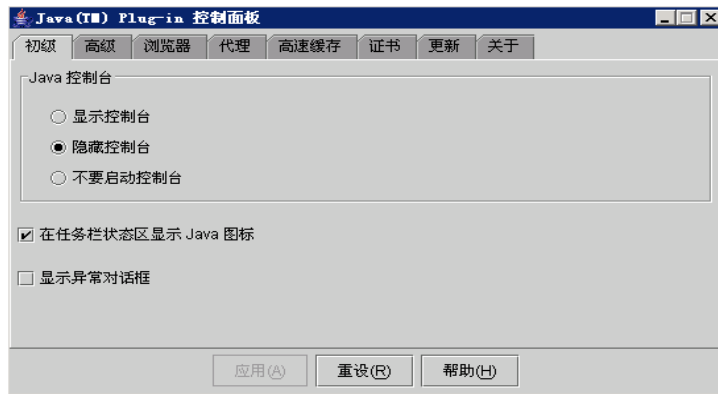 Java(TM) Plug-in 控制面板
初级 高级 浏览器 代理 高速缓存 证书 更新 关于
Java 控制台
显示控制台
隐藏控制台
不要启动控制台
在任务栏状态区显示 Java 图标
显示异常对话框
应用(A) 重设(R) 帮助(H)